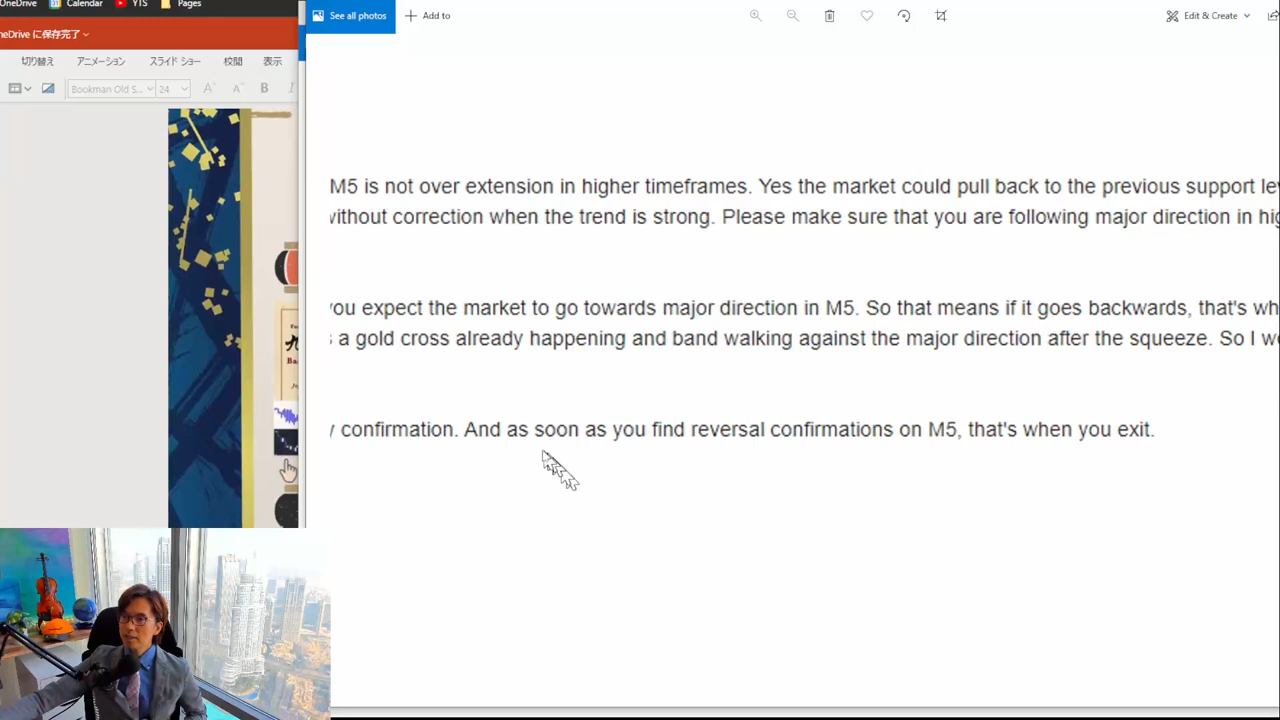 OneDrive Calendar YTS Pages
See all photos Add to Edit & Create
neDrive に保存完了
切り替え アニメーション スライド ショー 校閲 表示
Bookman Old S... 24 A A B I
M5 is not over extension in higher timeframes. Yes the market could pull back to the previous support le
without correction when the trend is strong. Please make sure that you are following major direction in hig
you expect the market to go towards major direction in M5. So that means if it goes backwards, that's wh
s a gold cross already happening and band walking against the major direction after the squeeze. So I w
y confirmation. And as soon as you find reversal confirmations on M5, that's when you exit.
九